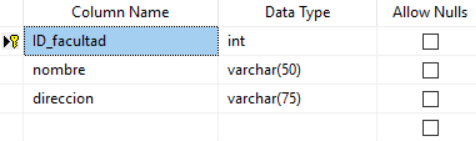 Column Name Data Type Allow Nulls
ID_facultad int
nombre varchar(50)
direccion varchar(75)